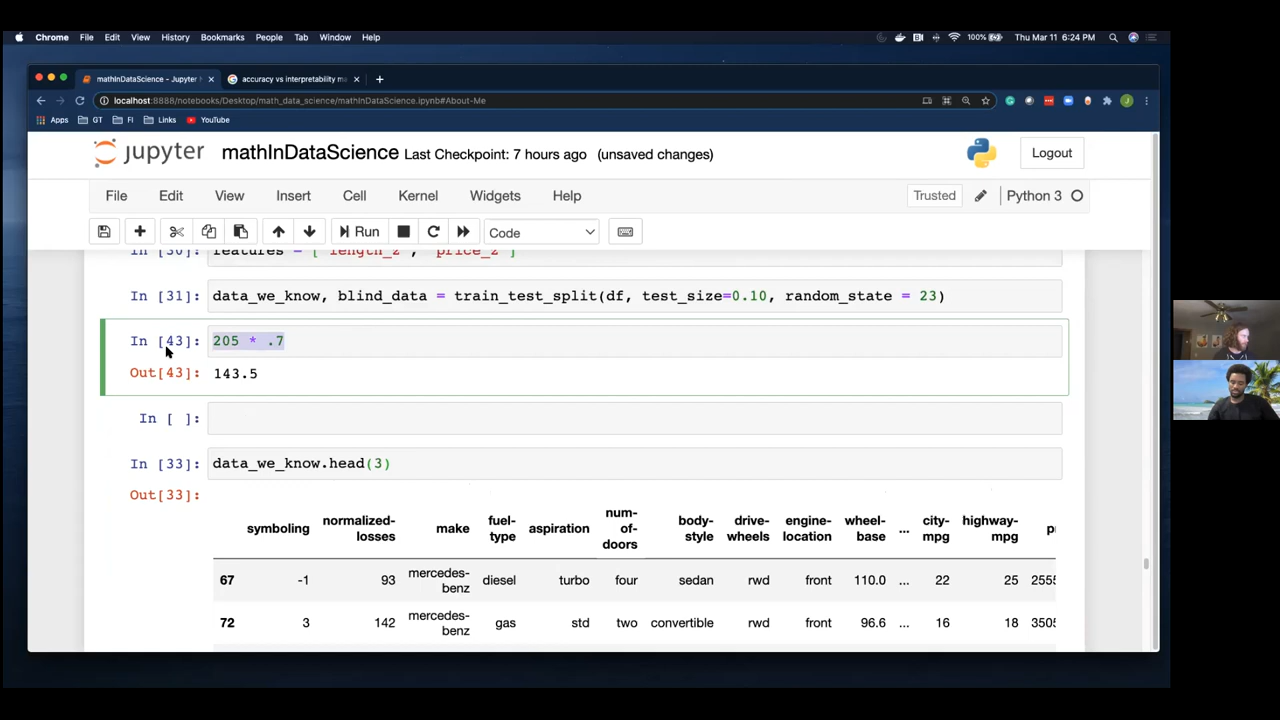 Chrome File Edit View History Bookmarks People Tab Window Help 100% Thu Mar 11 6:24 PM
mathInDataScience - Jupyter accuracy vs interpretability
localhost:8888/notebooks/Desktop/math_data_science/mathInDataScience.ipynb#About-Me
Apps GT FI Links YouTube
jupyter mathInDataScience Last Checkpoint: 7 hours ago (unsaved changes) Logout
File Edit View Insert Cell Kernel Widgets Help Trusted Python 3
Run Code
In [30]: features = ["length_z", "price_z"]
In [31]: data_we_know, blind_data = train_test_split(df, test_size=0.10, random_state = 23)
In [43]: 205 * .7
Out[43]: 143.5
In [ ]:
In [33]: data_we_know.head(3)
Out[33]:
symboling normalized-losses make fuel-type aspiration num-of-doors body-style drive-wheels engine-location wheel-base ... city-mpg highway-mpg
67 -1 93 mercedes-benz diesel turbo four sedan rwd front 110.0 ... 22 25
72 3 142 mercedes-benz gas std two convertible rwd front 96.6 ... 16 18